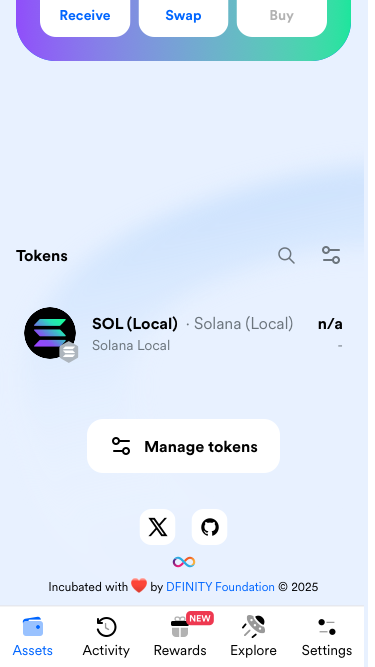 Receive Swap Buy
Tokens
SOL (Local) · Solana (Local) n/a
Solana Local -
Manage tokens
Incubated with ❤️ by DFINITY Foundation © 2025
NEW
Assets Activity Rewards Explore Settings